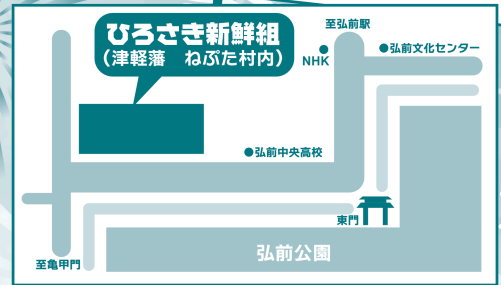 ひろさき新鮮組
(津軽藩 ねぷた村内)
至弘前駅
NHK
●弘前文化センター
●弘前中央高校
東門
弘前公園
至亀甲門